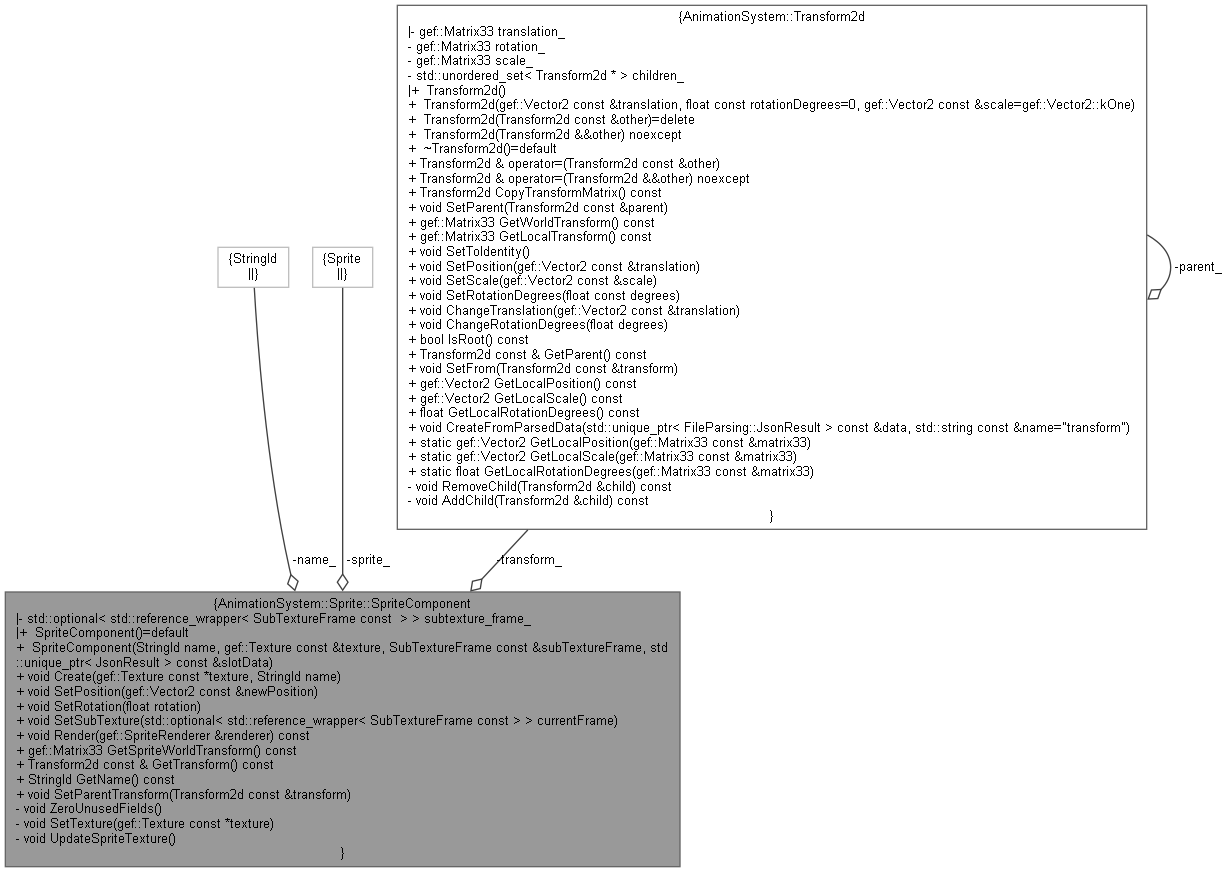 {AnimationSystem::Transform2d
|- gef::Matrix33 translation_
- gef::Matrix33 rotation_
- gef::Matrix33 scale_
- std::unordered_set< Transform2d * > children_
|+  Transform2d()
+  Transform2d(gef::Vector2 const &translation, float const rotationDegrees=0, gef::Vector2 const &scale=gef::Vector2::kOne)
+  Transform2d(Transform2d const &other)=delete
+  Transform2d(Transform2d &&other) noexcept
+  ~Transform2d()=default
+ Transform2d & operator=(Transform2d const &other)
+ Transform2d & operator=(Transform2d &&other) noexcept
+ Transform2d CopyTransformMatrix() const
+ void SetParent(Transform2d const &parent)
+ gef::Matrix33 GetWorldTransform() const
+ gef::Matrix33 GetLocalTransform() const
+ void SetToIdentity()
+ void SetPosition(gef::Vector2 const &translation)
+ void SetScale(gef::Vector2 const &scale)
+ void SetRotationDegrees(float const degrees)
+ void ChangeTranslation(gef::Vector2 const &translation)
+ void ChangeRotationDegrees(float degrees)
+ bool IsRoot() const
+ Transform2d const & GetParent() const
+ void SetFrom(Transform2d const &transform)
+ gef::Vector2 GetLocalPosition() const
+ gef::Vector2 GetLocalScale() const
+ float GetLocalRotationDegrees() const
+ void CreateFromParsedData(std::unique_ptr< FileParsing::JsonResult > const &data, std::string const &name="transform")
+ static gef::Vector2 GetLocalPosition(gef::Matrix33 const &matrix33)
+ static gef::Vector2 GetLocalScale(gef::Matrix33 const &matrix33)
+ static float GetLocalRotationDegrees(gef::Matrix33 const &matrix33)
- void RemoveChild(Transform2d &child) const
- void AddChild(Transform2d &child) const
}
-parent_
{StringId
||}
{Sprite
||}
-name_
-sprite_
-transform_
{AnimationSystem::Sprite::SpriteComponent
|- std::optional< std::reference_wrapper< SubTextureFrame const  > > subtexture_frame_
|+  SpriteComponent()=default
+  SpriteComponent(StringId name, gef::Texture const &texture, SubTextureFrame const &subTextureFrame, std
::unique_ptr< JsonResult > const &slotData)
+ void Create(gef::Texture const *texture, StringId name)
+ void SetPosition(gef::Vector2 const &newPosition)
+ void SetRotation(float rotation)
+ void SetSubTexture(std::optional< std::reference_wrapper< SubTextureFrame const > > currentFrame)
+ void Render(gef::SpriteRenderer &renderer) const
+ gef::Matrix33 GetSpriteWorldTransform() const
+ Transform2d const & GetTransform() const
+ StringId GetName() const
+ void SetParentTransform(Transform2d const &transform)
- void ZeroUnusedFields()
- void SetTexture(gef::Texture const *texture)
- void UpdateSpriteTexture()
}